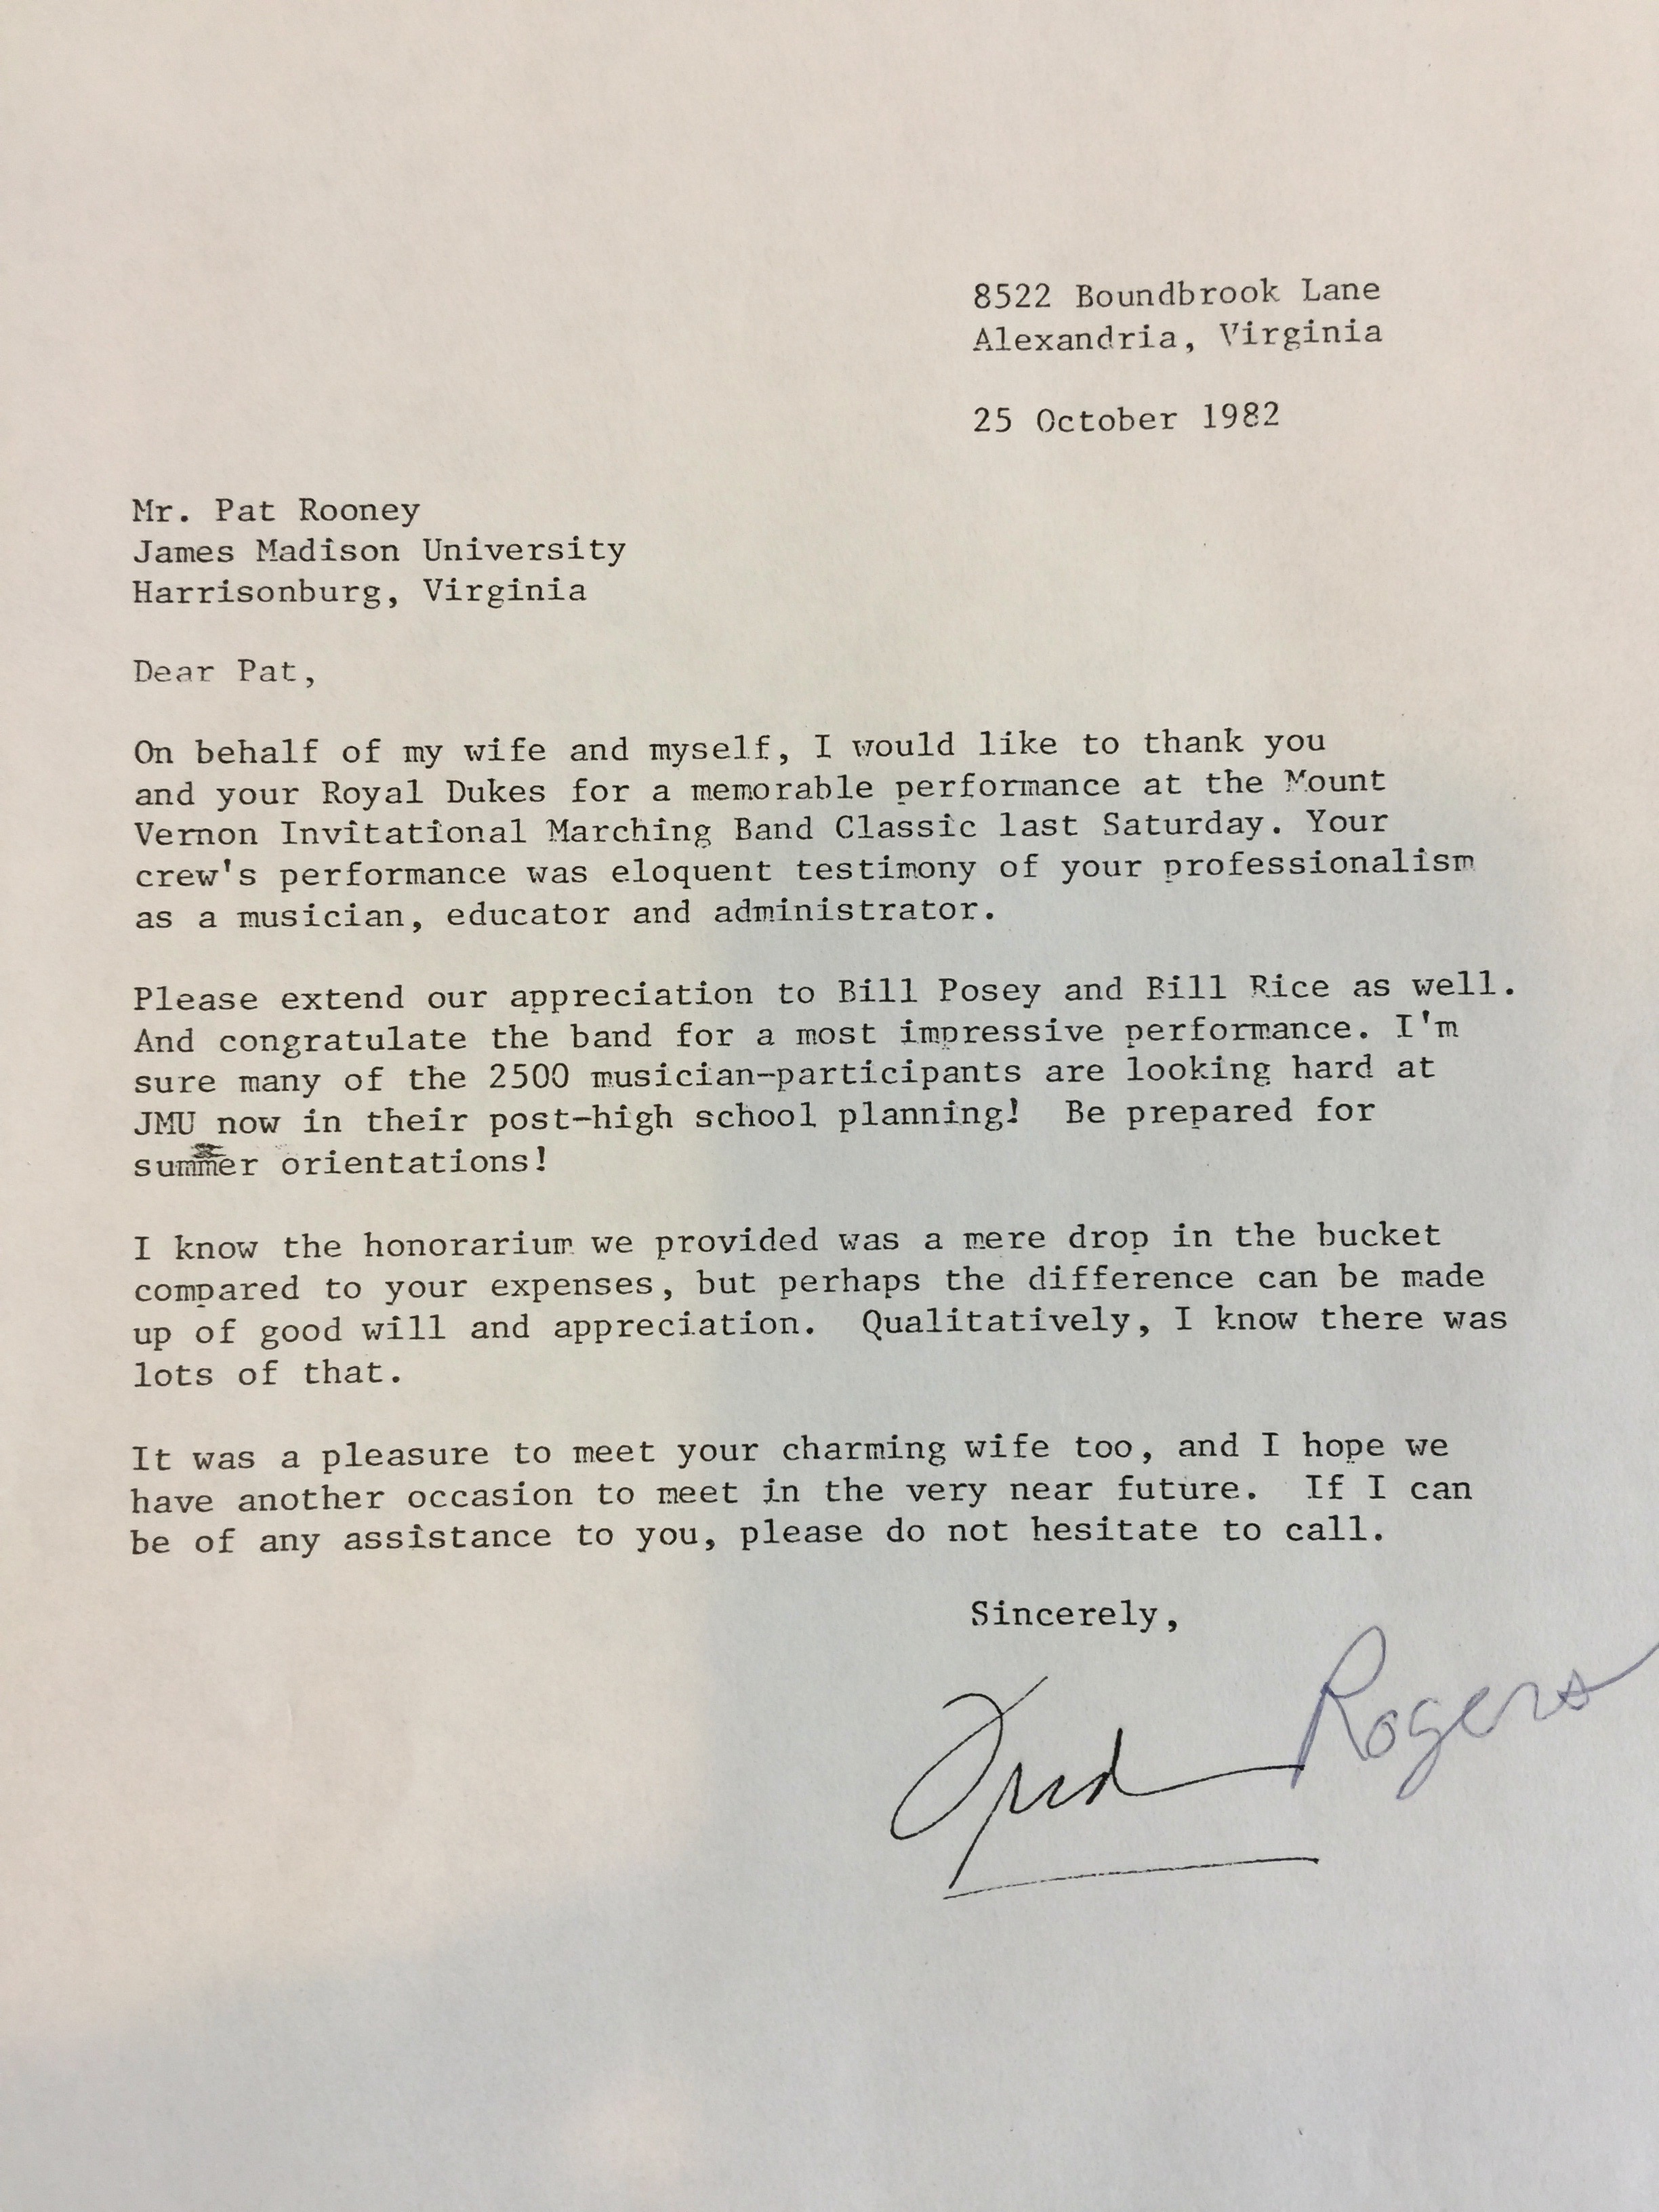 8522 Boundbrook Lane
Alexandria, Virginia
25 October 1982
Mr. Pat Rooney
James Madison University
Harrisonburg, Virginia
Dear Pat,
On behalf of my wife and myself, I would like to thank you
and your Royal Dukes for a memorable performance at the Mount
Vernon Invitational Marching Band Classic last Saturday. Your
crew's performance was eloquent testimony of your professionalism
as a musician, educator and administrator.
Please extend our appreciation to Bill Posey and Bill Rice as well.
And congratulate the band for a most impressive performance. I'm
sure many of the 2500 musician-participants are looking hard at
JMU now in their post-high school planning!  Be prepared for
summer orientations!
I know the honorarium we provided was a mere drop in the bucket
compared to your expenses, but perhaps the difference can be made
up of good will and appreciation.  Qualitatively, I know there was
lots of that.
It was a pleasure to meet your charming wife too, and I hope we
have another occasion to meet in the very near future.  If I can
be of any assistance to you, please do not hesitate to call.
Sincerely,
Fred Rogers